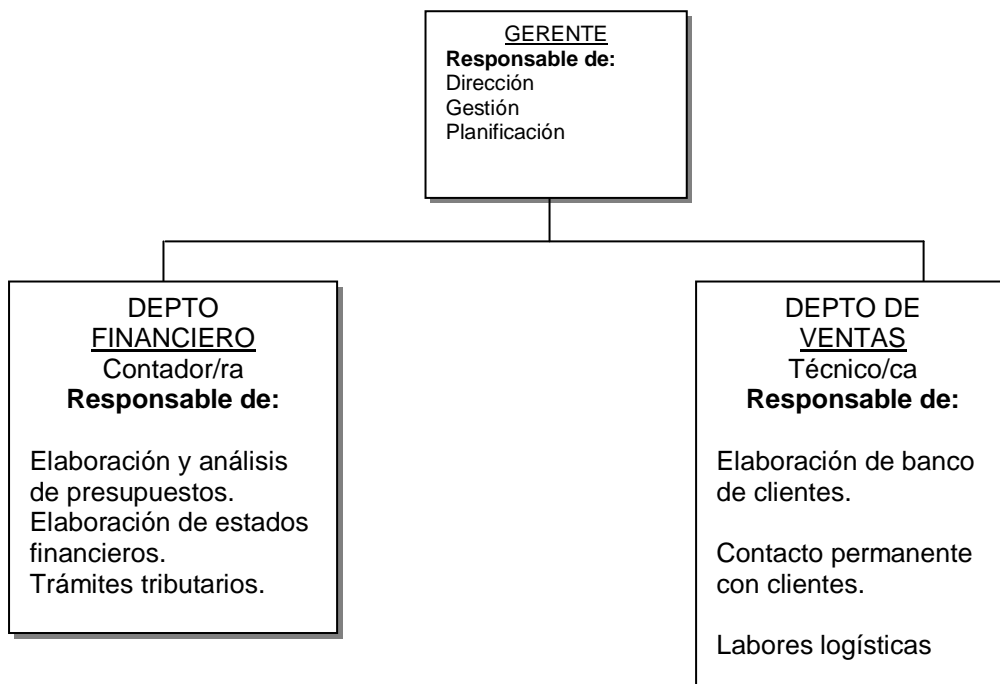 GERENTE
Responsable de:
Dirección
Gestión
Planificación
DEPTO
FINANCIERO
Contador/ra
Responsable de:
Elaboración y análisis
de presupuestos.
Elaboración de estados
financieros.
Trámites tributarios.
DEPTO DE
VENTAS
Técnico/ca
Responsable de:
Elaboración de banco
de clientes.
Contacto permanente
con clientes.
Labores logísticas